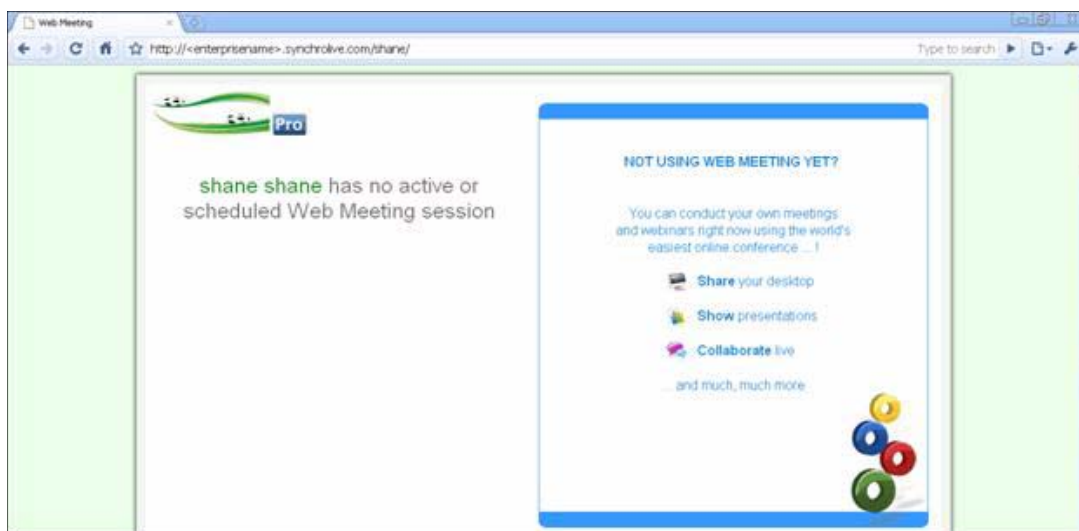 Web Meeting
http://<enterprisename>.synchrolive.com/shane/
Type to search
Pro
shane shane has no active or
scheduled Web Meeting session
NOT USING WEB MEETING YET?
You can conduct your own meetings
and webinars right now using the world's
easiest online conference ... !
Share your desktop
Show presentations
Collaborate live
... and much, much more